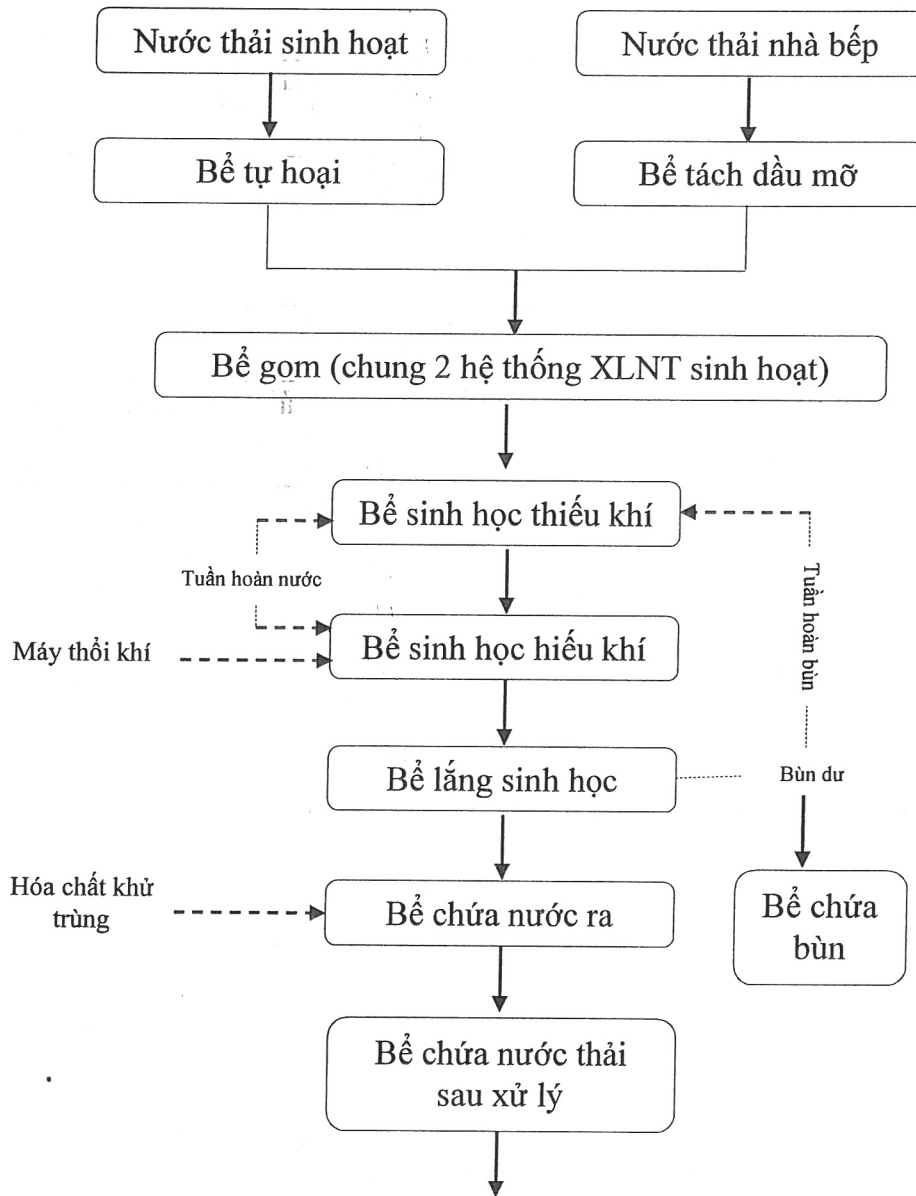 Nước thải sinh hoạt
Nước thải nhà bếp
Bể tự hoại
Bể tách dầu mỡ
Bể gom (chung 2 hệ thống XLNT sinh hoạt)
Bể sinh học thiếu khí
Tuần hoàn nước
Tuần hoàn bùn
Máy thổi khí
Bể sinh học hiếu khí
Bể lắng sinh học
Bùn dư
Hóa chất khử
trùng
Bể chứa nước ra
Bể chứa
bùn
Bể chứa nước thải
sau xử lý